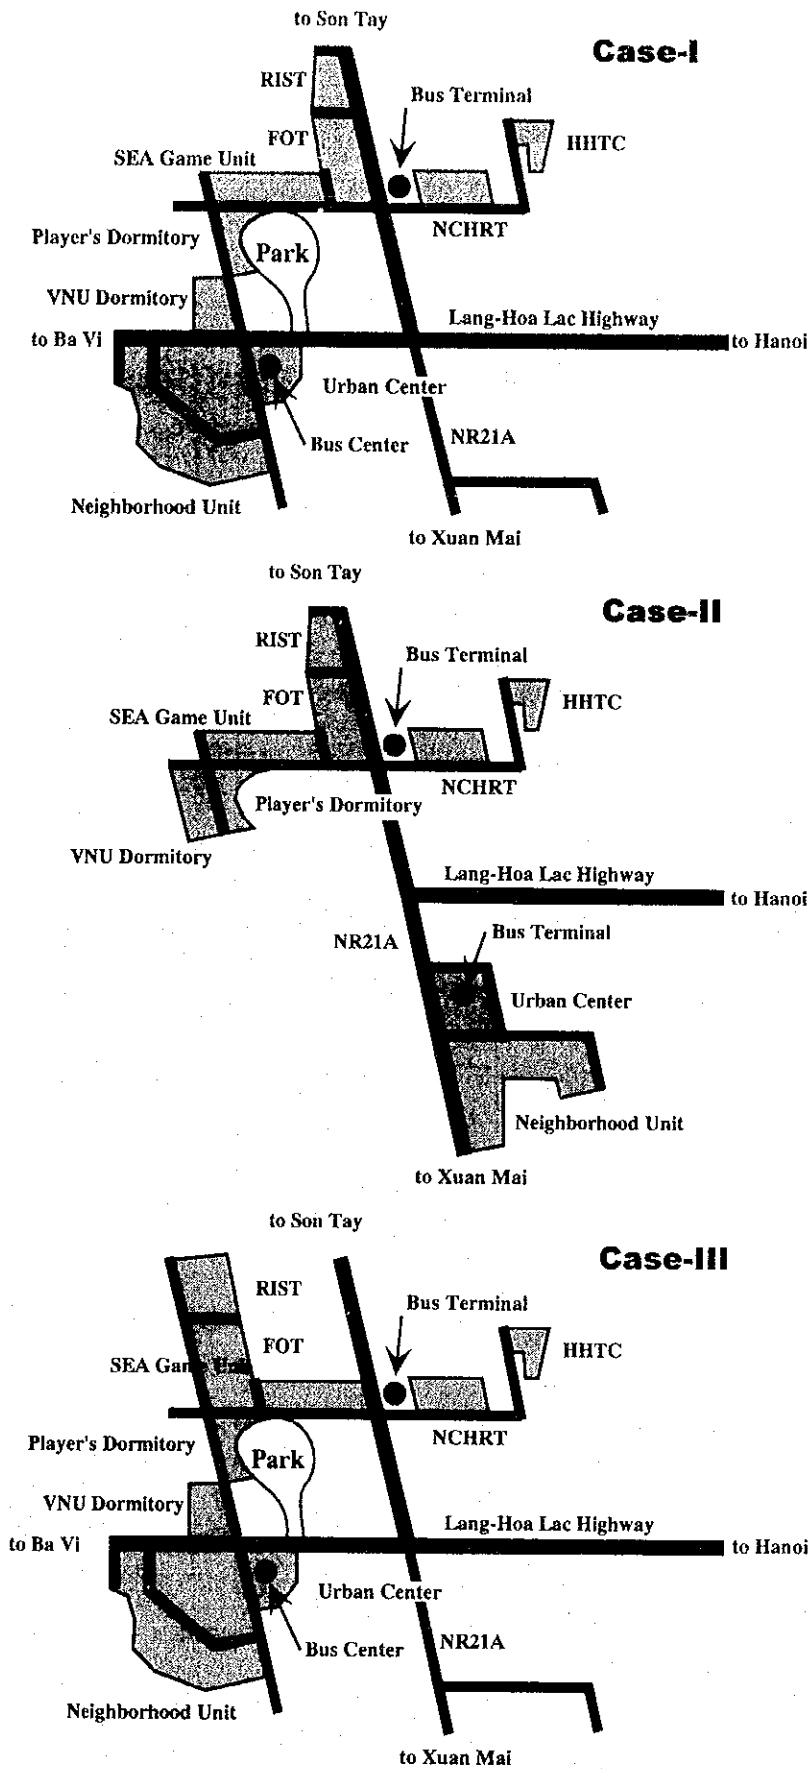 to Son Tay
Case-I
RIST
Bus Terminal
FOT
HHTC
SEA Game Unit
NCHRT
Player's Dormitory
Park
VNU Dormitory
Lang-Hoa Lac Highway
to Ba Vi
to Hanoi
Urban Center
NR21A
Bus Center
Neighborhood Unit
to Xuan Mai
to Son Tay
Case-II
RIST
Bus Terminal
FOT
HHTC
SEA Game Unit
NCHRT
Player's Dormitory
VNU Dormitory
Lang-Hoa Lac Highway
to Hanoi
NR21A
Bus Terminal
Urban Center
Neighborhood Unit
to Xuan Mai
to Son Tay
Case-III
RIST
Bus Terminal
FOT
HHTC
SEA Game Unit
NCHRT
Player's Dormitory
Park
VNU Dormitory
Lang-Hoa Lac Highway
to Ba Vi
to Hanoi
Urban Center
NR21A
Bus Center
Neighborhood Unit
to Xuan Mai